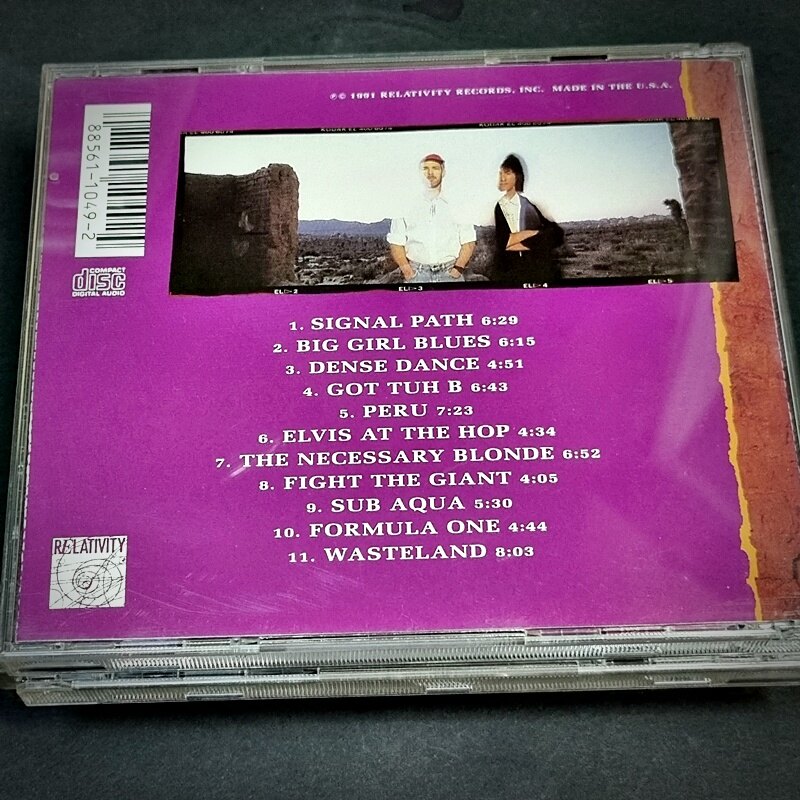 ℗© 1991 RELATIVITY RECORDS, INC. MADE IN THE U.S.A.
88561-1049-2
COMPACT
disc
DIGITAL AUDIO
1. SIGNAL PATH 6:29
2. BIG GIRL BLUES 6:15
3. DENSE DANCE 4:51
4. GOT TUH B 6:43
5. PERU 7:23
6. ELVIS AT THE HOP 4:34
7. THE NECESSARY BLONDE 6:52
8. FIGHT THE GIANT 4:05
9. SUB AQUA 5:30
10. FORMULA ONE 4:44
11. WASTELAND 8:03
RELATIVITY